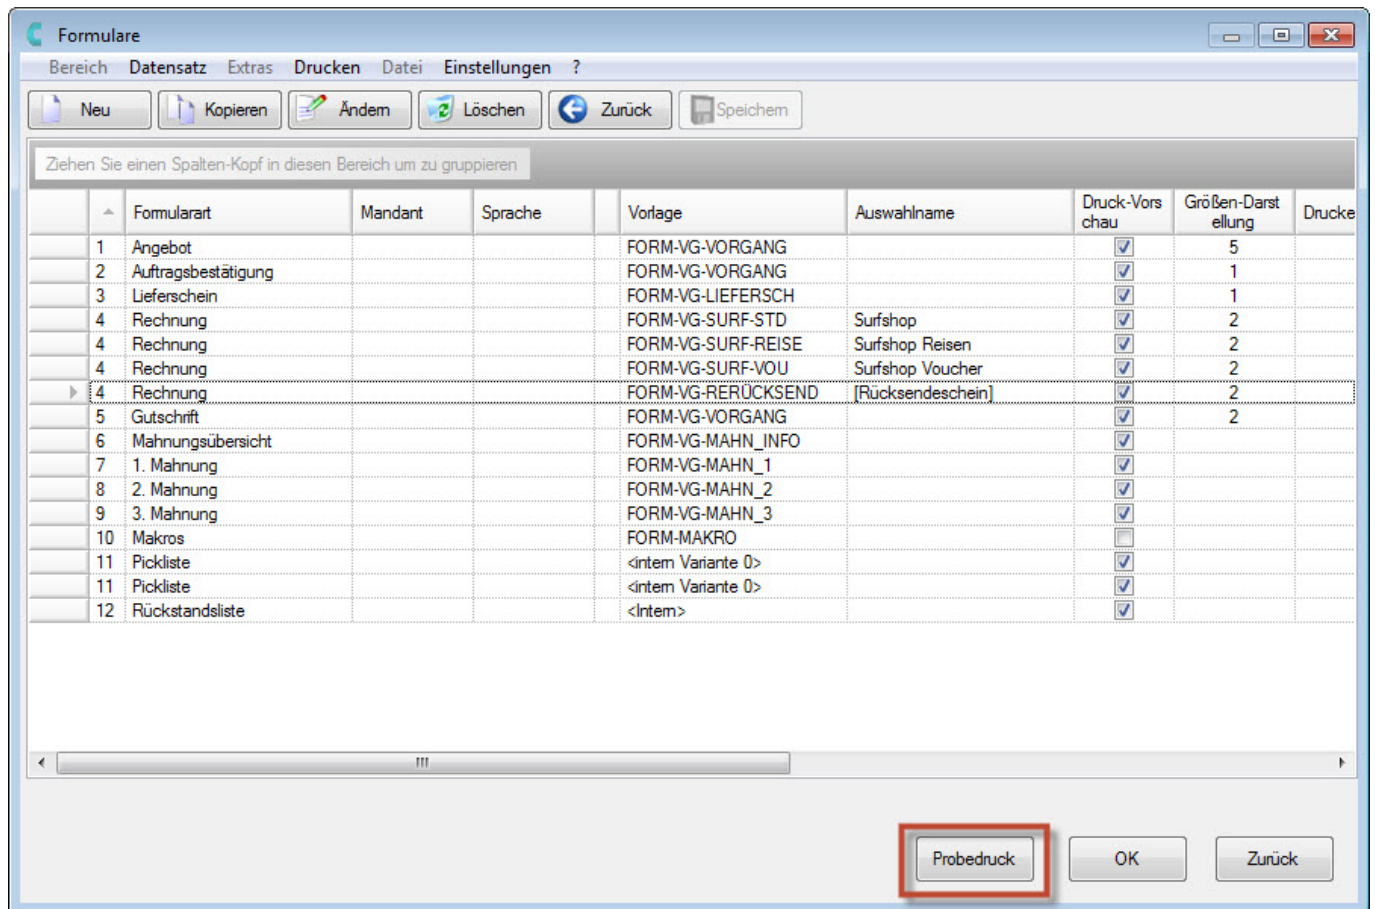 Formulare
Bereich Datensatz Extras Drucken Datei Einstellungen ?
Neu Kopieren Ändern Löschen Zurück Speichern
Ziehen Sie einen Spalten-Kopf in diesen Bereich um zu gruppieren
Formularart Mandant Sprache Vorlage Auswahlname Druck-Vors Größen-Darst Drucke
chau ellung
1 Angebot FORM-VG-VORGANG 5
2 Auftragsbestätigung FORM-VG-VORGANG 1
3 Lieferschein FORM-VG-LIEFERSCH 1
4 Rechnung FORM-VG-SURF-STD Surfshop 2
4 Rechnung FORM-VG-SURF-REISE Surfshop Reisen 2
4 Rechnung FORM-VG-SURF-VOU Surfshop Voucher 2
4 Rechnung FORM-VG-RERÜCKSEND [Rücksendeschein] 2
5 Gutschrift FORM-VG-VORGANG 2
6 Mahnungsübersicht FORM-VG-MAHN_INFO
7 1. Mahnung FORM-VG-MAHN_1
8 2. Mahnung FORM-VG-MAHN_2
9 3. Mahnung FORM-VG-MAHN_3
10 Makros FORM-MAKRO
11 Pickliste <intern Variante 0>
11 Pickliste <intern Variante 0>
12 Rückstandsliste <Intern>
Probedruck OK Zurück